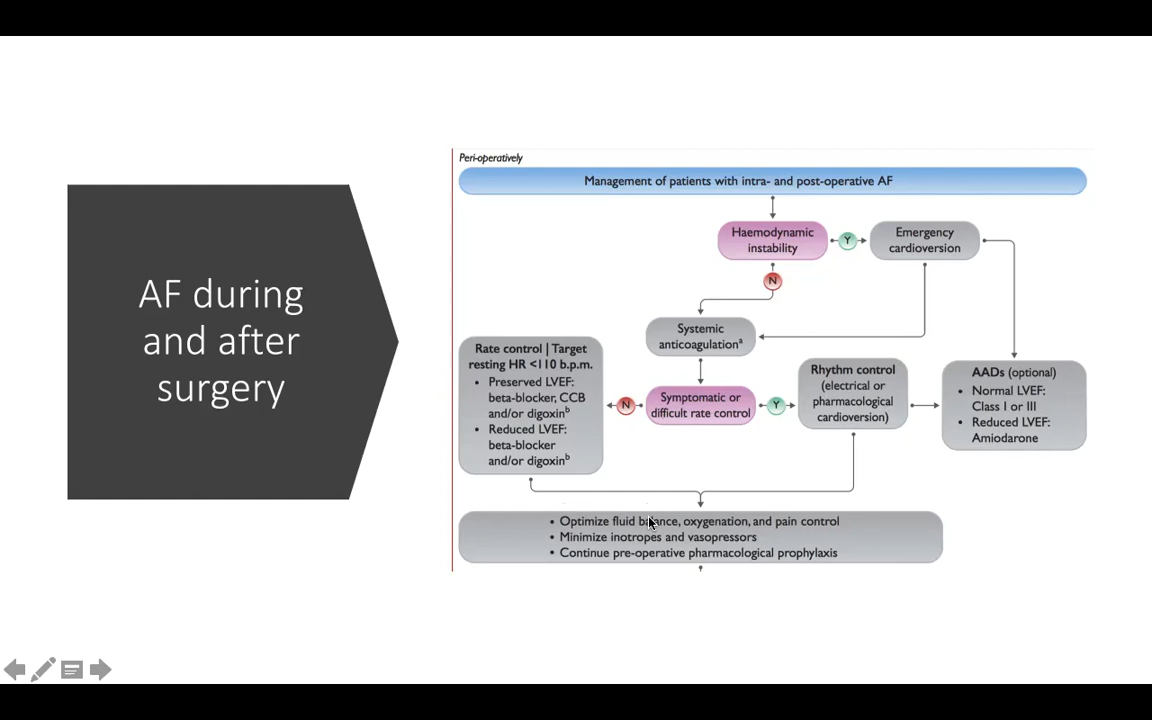 AF during
and after
surgery
Peri-operatively
Management of patients with intra- and post-operative AF
Haemodynamic
instability
Y
Emergency
cardioversion
N
Systemic
anticoagulationᵃ
Rate control | Target
resting HR <110 b.p.m.
• Preserved LVEF:
beta-blocker, CCB
and/or digoxinᵇ
• Reduced LVEF:
beta-blocker
and/or digoxinᵇ
N
Symptomatic or
difficult rate control
Y
Rhythm control
(electrical or
pharmacological
cardioversion)
AADs (optional)
• Normal LVEF:
Class I or III
• Reduced LVEF:
Amiodarone
• Optimize fluid balance, oxygenation, and pain control
• Minimize inotropes and vasopressors
• Continue pre-operative pharmacological prophylaxis